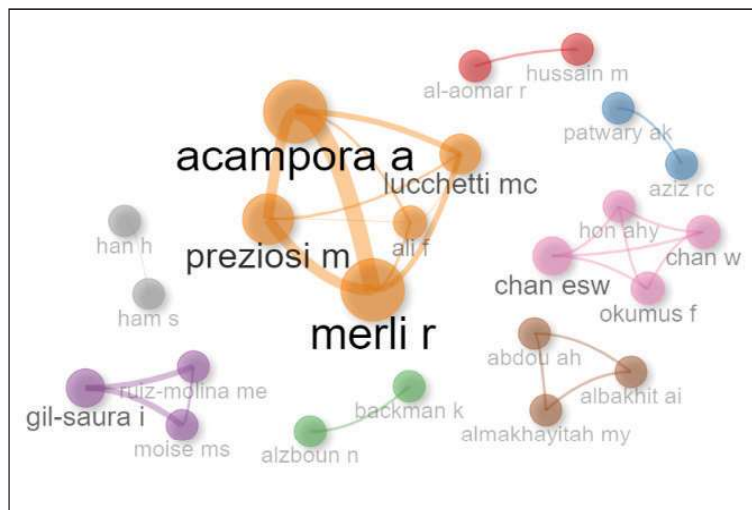 hussain m
al-aomar r
patwary ak
aziz rc
acampora a
lucchetti mc
ali f
preziosi m
merli r
han h
ham s
hon ahy
chan w
chan esw
okumus f
abdou ah
albakhit ai
almakhayitah my
ruiz-molina me
gil-saura i
moise ms
backman k
alzboun n